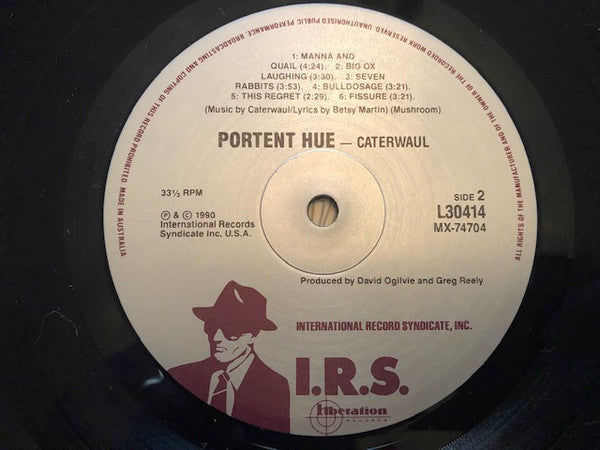 ALL RIGHTS OF THE MANUFACTURER AND OF THE OWNER OF THE RECORDED WORK RESERVED. UNAUTHORISED PUBLIC PERFORMANCE, BROADCASTING AND COPYING OF THIS RECORD PROHIBITED MADE IN AUSTRALIA.
1: MANNA AND
QUAIL (4:24). 2: BIG OX
LAUGHING (3:30). 3: SEVEN
RABBITS (3:53). 4: BULLDOSAGE (3:21).
5: THIS REGRET (2:29). 6: FISSURE (3:21).
(Music by Caterwaul/Lyrics by Betsy Martin) (Mushroom)
PORTENT HUE — CATERWAUL
33⅓ RPM
SIDE 2
L30414
MX-74704
℗ & © 1990
International Records
Syndicate Inc, U.S.A.
Produced by David Ogilvie and Greg Reely
INTERNATIONAL RECORD SYNDICATE, INC.
I.R.S.
liberation
RECORDS